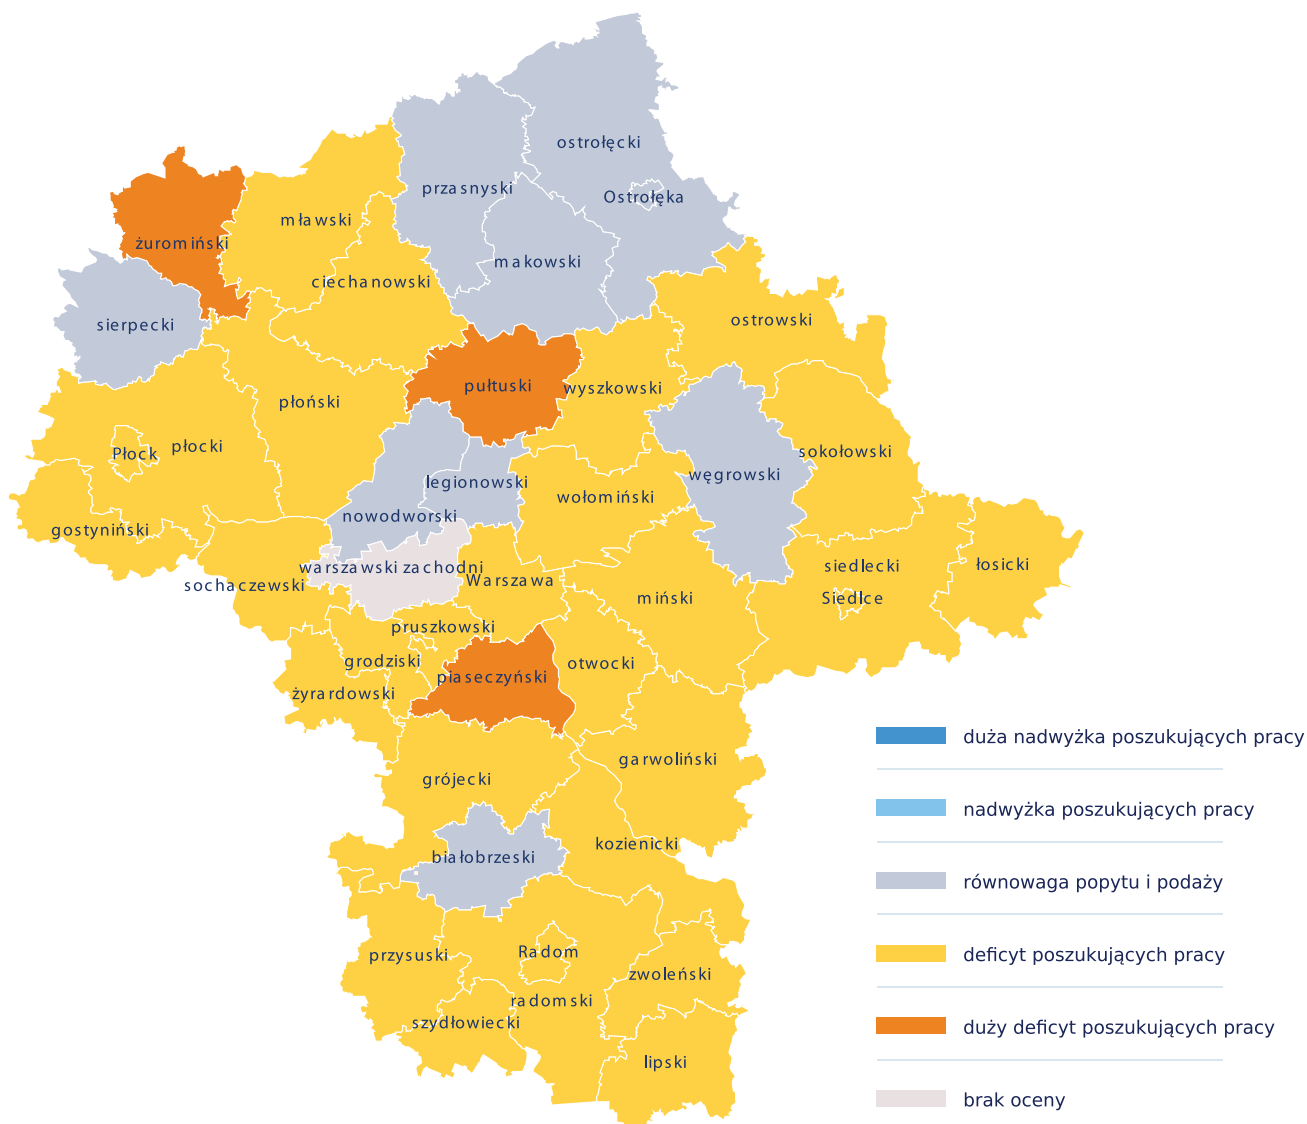 ostrołęcki
przasnyski
Ostrołęka
mławski
żuromiński
makowski
ciechanowski
sierpecki
ostrowski
pułtuski
wyszkowski
płoński
płocki
Płock
sokołowski
węgrowski
legionowski
wołomiński
nowodworski
gostyniński
warszawski zachodni
siedlecki
łosicki
Warszawa
sochaczewski
miński
Siedlce
pruszkowski
grodziski
otwocki
piaseczyński
żyrardowski
garwoliński
grójecki
kozienicki
białobrzeski
Radom
przysuski
zwoleński
radomski
szydłowiecki
lipski
duża nadwyżka poszukujących pracy
nadwyżka poszukujących pracy
równowaga popytu i podaży
deficyt poszukujących pracy
duży deficyt poszukujących pracy
brak oceny